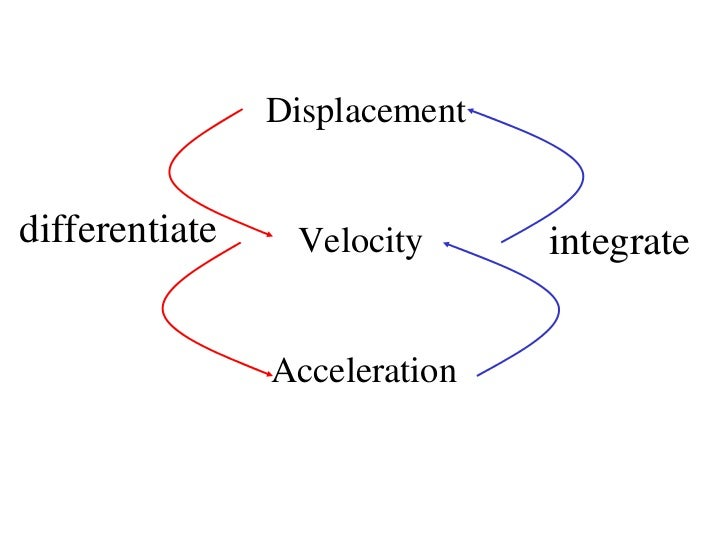 Displacement
differentiate
Velocity
integrate
Acceleration